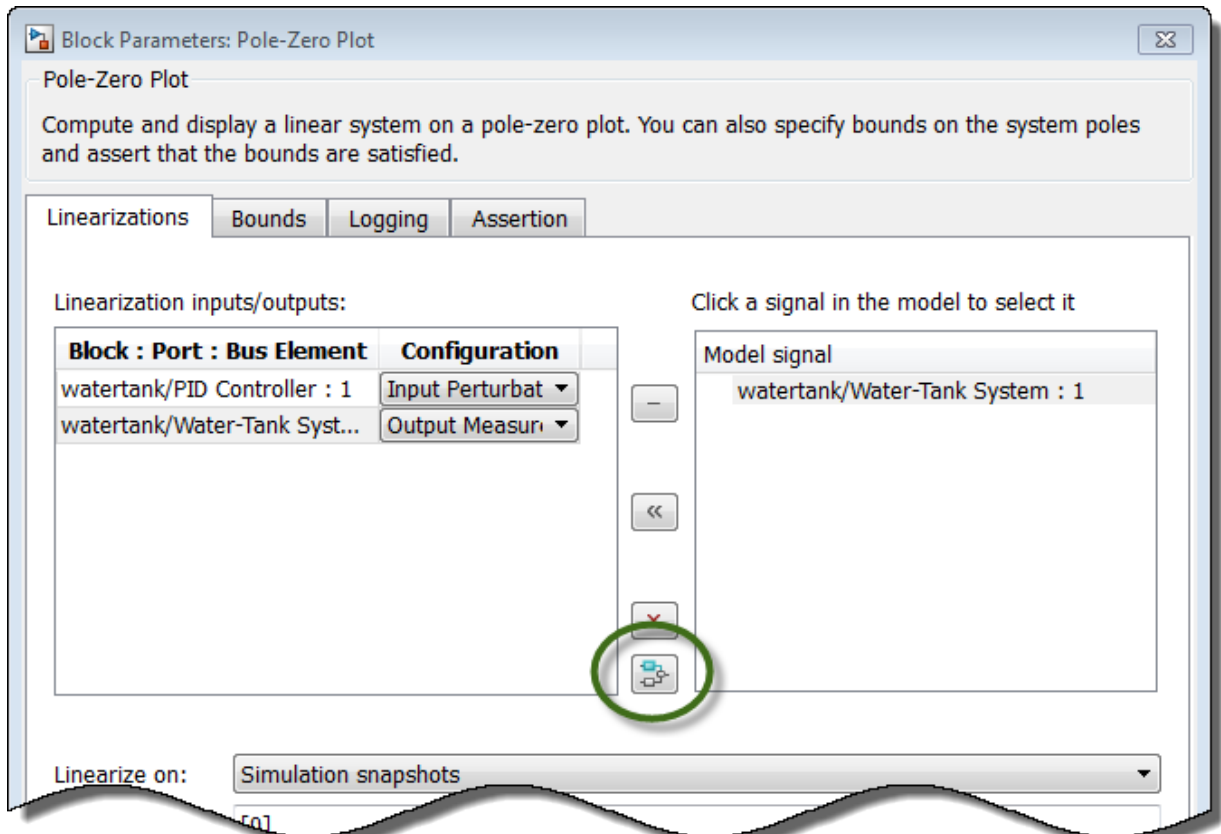 Block Parameters: Pole-Zero Plot
Pole-Zero Plot
Compute and display a linear system on a pole-zero plot. You can also specify bounds on the system poles
and assert that the bounds are satisfied.
Linearizations Bounds Logging Assertion
Linearization inputs/outputs: Click a signal in the model to select it
Block : Port : Bus Element Configuration Model signal
watertank/PID Controller : 1 Input Perturbat watertank/Water-Tank System : 1
watertank/Water-Tank Syst... Output Measur
Linearize on: Simulation snapshots
[0]